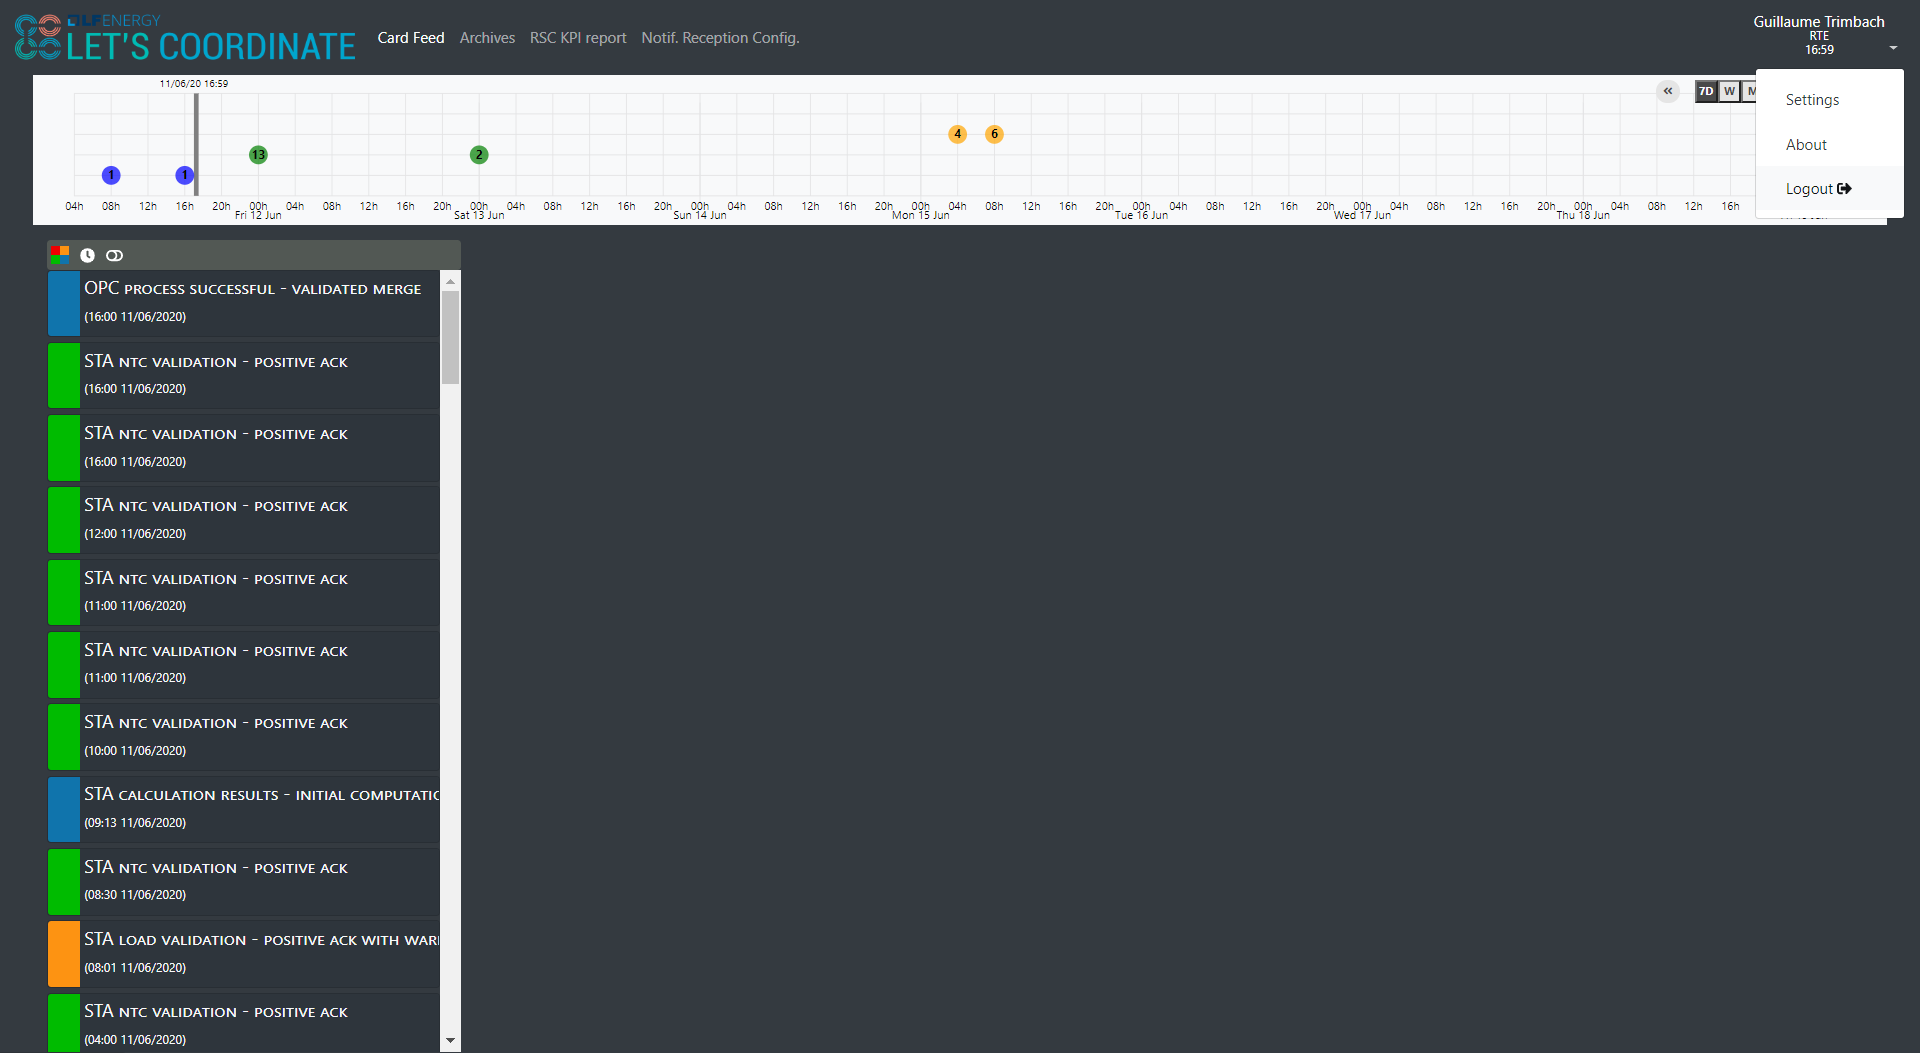 LFENERGY
LET'S COORDINATE
Card Feed Archives RSC KPI report Notif. Reception Config.
Guillaume Trimbach
RTE
16:59
11/06/20 16:59
7D W M
Settings
About
Logout
4 6
13 2
1 1
04h 08h 12h 16h 20h 00h 04h 08h 12h 16h 20h 00h 04h 08h 12h 16h 20h 00h 04h 08h 12h 16h 20h 00h 04h 08h 12h 16h 20h 00h 04h 08h 12h 16h 20h 00h 04h 08h 12h 16h 20h 00h 04h 08h 12h 16h
Fri 12 Jun Sat 13 Jun Sun 14 Jun Mon 15 Jun Tue 16 Jun Wed 17 Jun Thu 18 Jun
OPC PROCESS SUCCESSFUL - VALIDATED MERGE
(16:00 11/06/2020)
STA NTC VALIDATION - POSITIVE ACK
(16:00 11/06/2020)
STA NTC VALIDATION - POSITIVE ACK
(16:00 11/06/2020)
STA NTC VALIDATION - POSITIVE ACK
(12:00 11/06/2020)
STA NTC VALIDATION - POSITIVE ACK
(11:00 11/06/2020)
STA NTC VALIDATION - POSITIVE ACK
(11:00 11/06/2020)
STA NTC VALIDATION - POSITIVE ACK
(10:00 11/06/2020)
STA CALCULATION RESULTS - INITIAL COMPUTATIO
(09:13 11/06/2020)
STA NTC VALIDATION - POSITIVE ACK
(08:30 11/06/2020)
STA LOAD VALIDATION - POSITIVE ACK WITH WAR
(08:01 11/06/2020)
STA NTC VALIDATION - POSITIVE ACK
(04:00 11/06/2020)